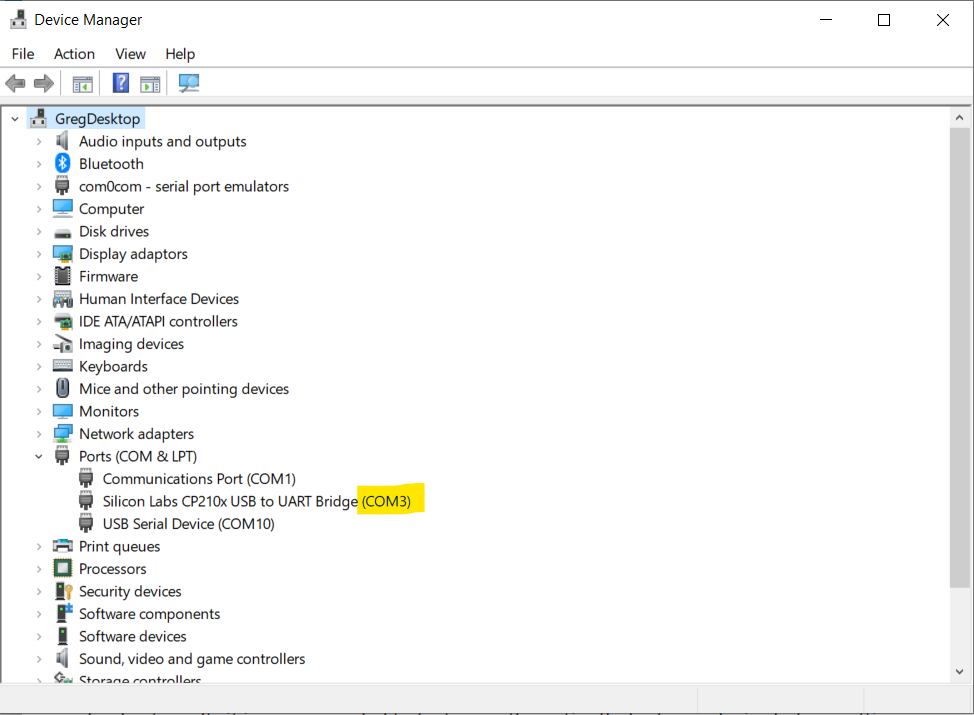 Device Manager
File Action View Help
GregDesktop
Audio inputs and outputs
Bluetooth
com0com - serial port emulators
Computer
Disk drives
Display adaptors
Firmware
Human Interface Devices
IDE ATA/ATAPI controllers
Imaging devices
Keyboards
Mice and other pointing devices
Monitors
Network adapters
Ports (COM & LPT)
Communications Port (COM1)
Silicon Labs CP210x USB to UART Bridge (COM3)
USB Serial Device (COM10)
Print queues
Processors
Security devices
Software components
Software devices
Sound, video and game controllers
Storage controllers